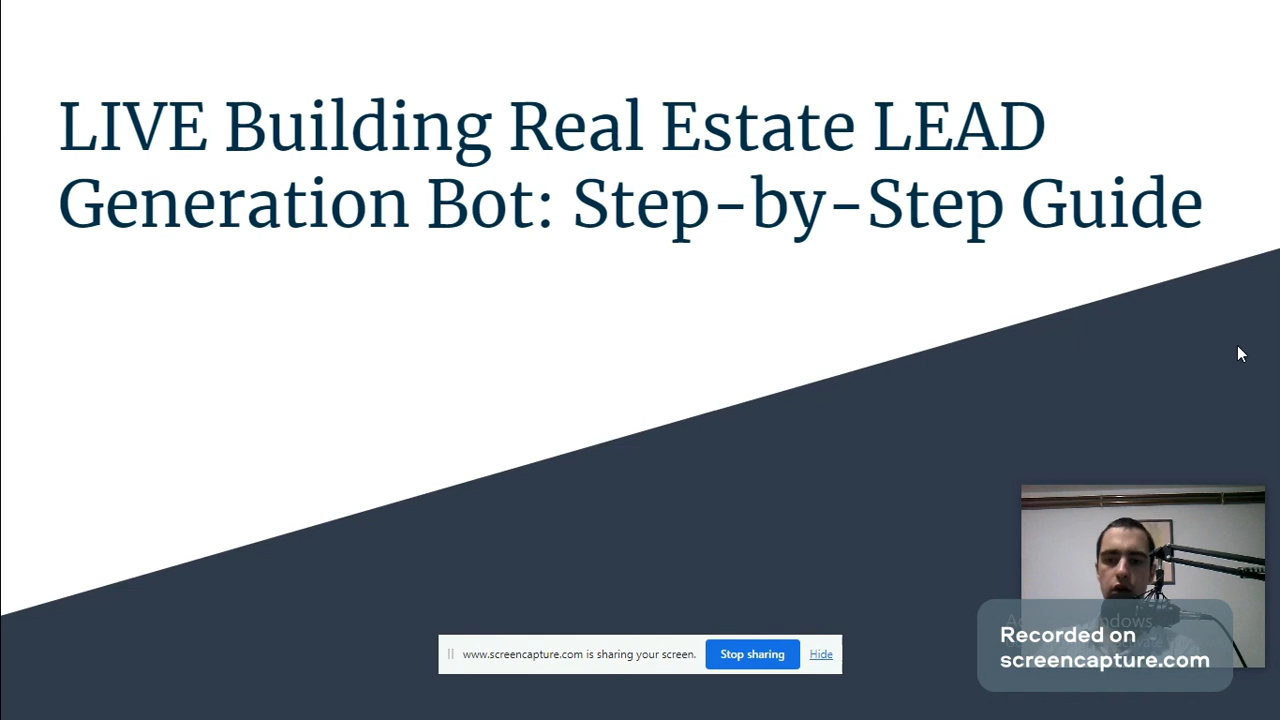 LIVE Building Real Estate LEAD
Generation Bot: Step-by-Step Guide
www.screencapture.com is sharing your screen.
Stop sharing
Hide
Recorded on
screencapture.com